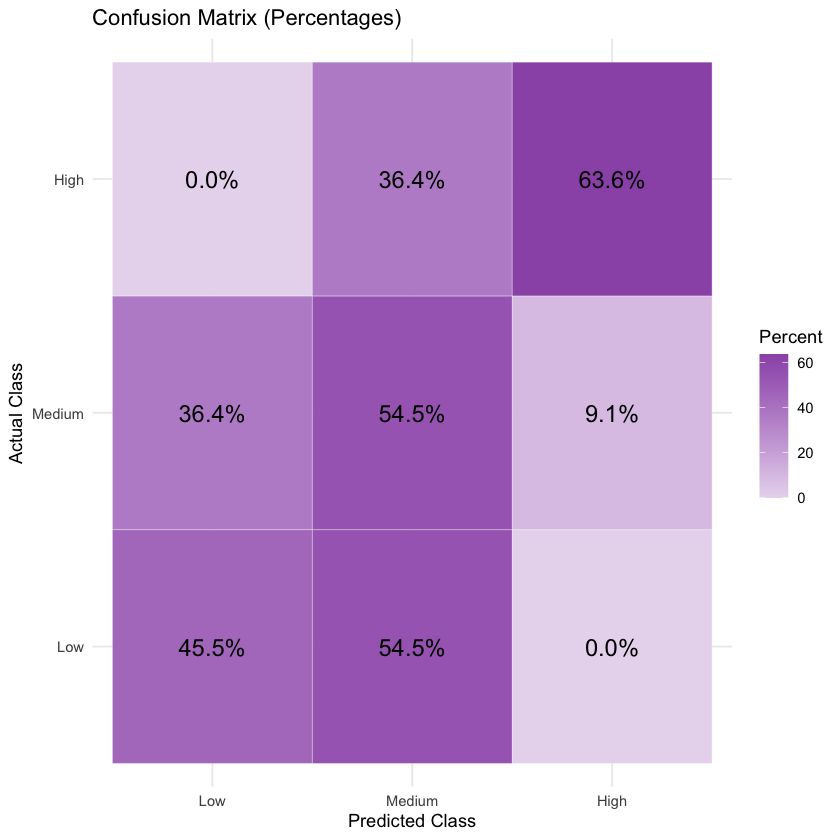 Confusion Matrix (Percentages)
High
0.0%
36.4%
63.6%
Medium
36.4%
54.5%
9.1%
Low
45.5%
54.5%
0.0%
Actual Class
Low
Medium
High
Predicted Class
Percent
60
40
20
0